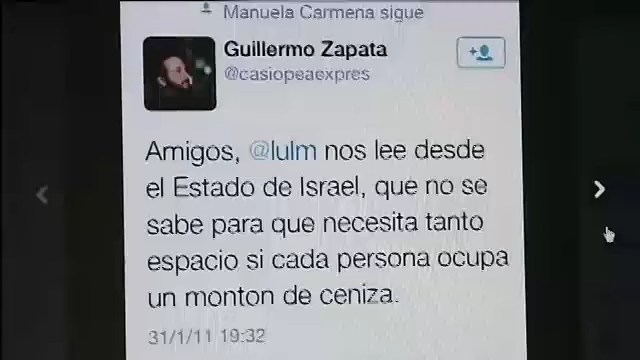 Manuela Carmena sigue
Guillermo Zapata
@casiopeaexpres
Amigos, @lulm nos lee desde
el Estado de Israel, que no se
sabe para que necesita tanto
espacio si cada persona ocupa
un monton de ceniza.
31/1/11 19:32